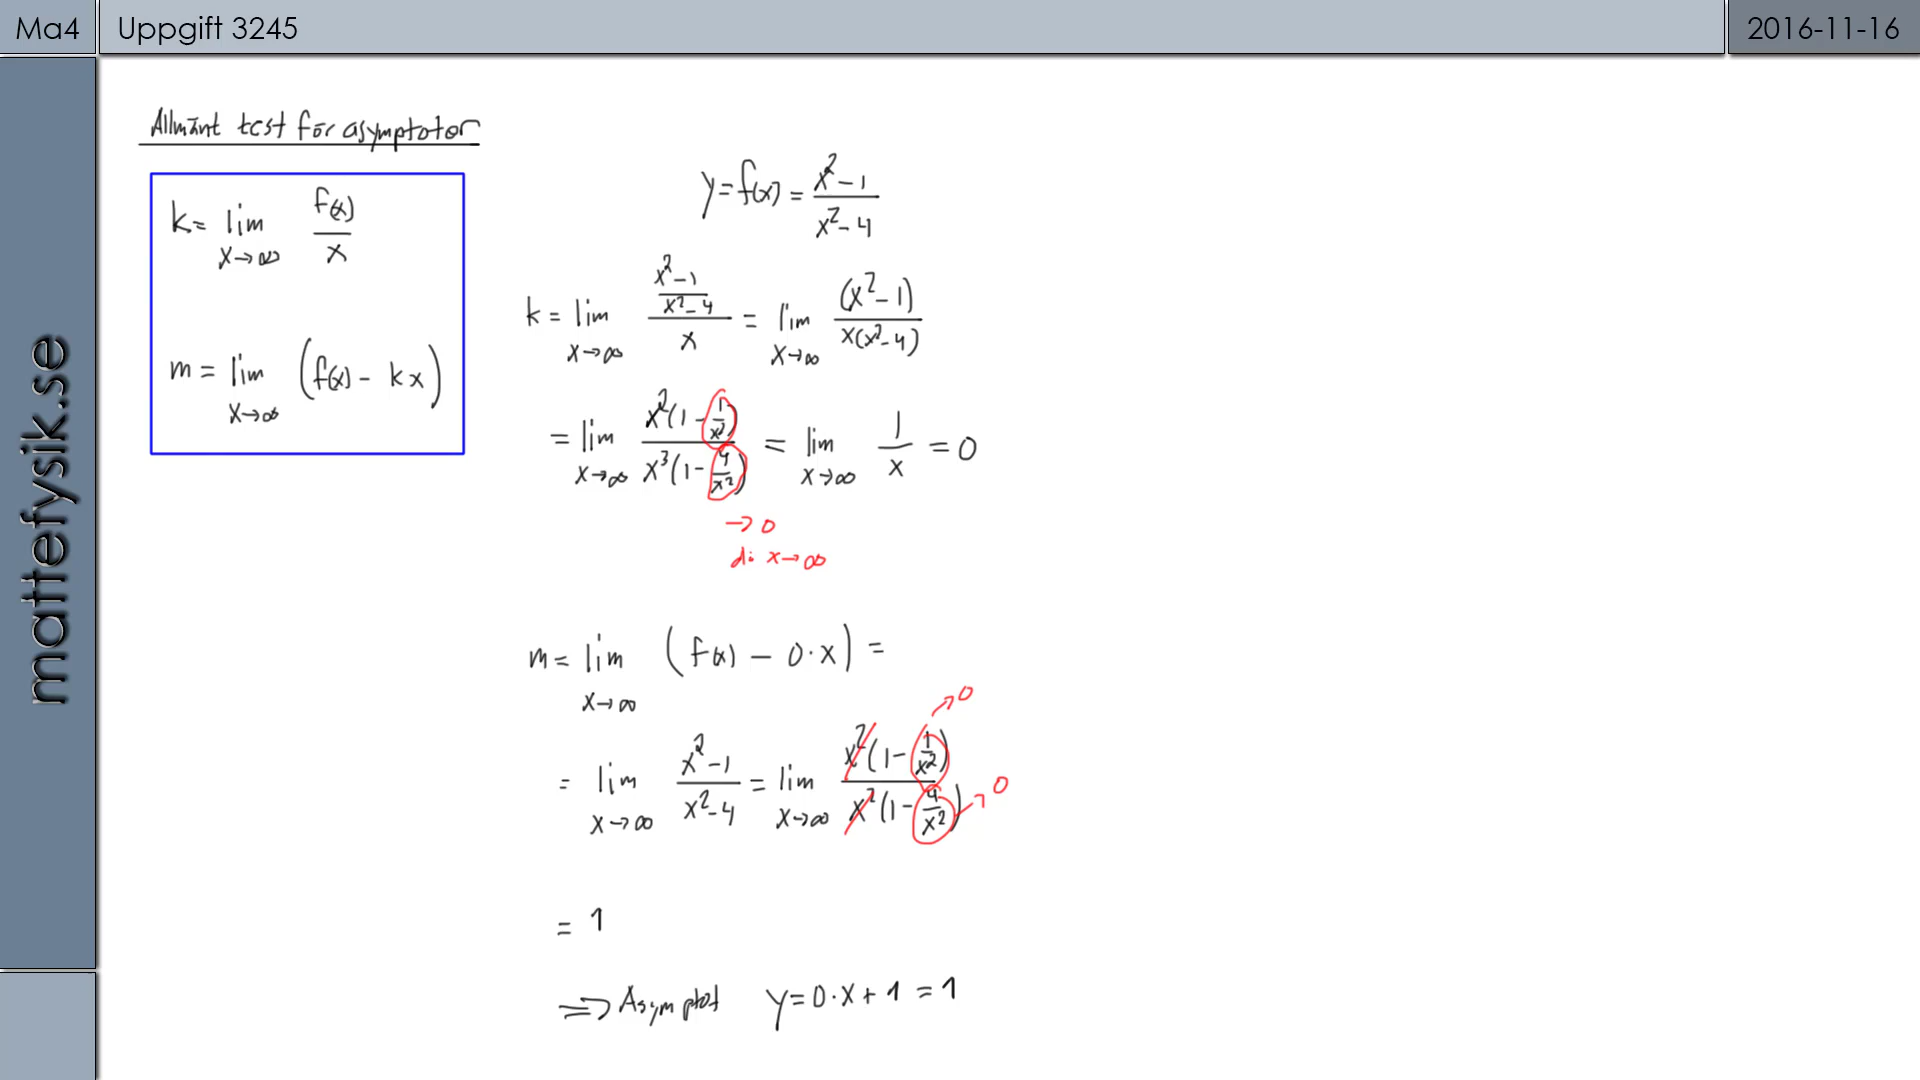 Ma4
Uppgift 3245
2016-11-16
mattefysik.se
Allmänt test för asymptoter
k = lim x→∞ f(x)/x
m = lim x→∞ (f(x) - kx)
y = f(x) = (x² - 1)/(x² - 4)
k = lim x→∞ ((x² - 1)/(x² - 4))/x = lim x→∞ (x² - 1)/(x(x² - 4))
= lim x→∞ x²(1 - 1/x²)/(x³(1 - 4/x²)) = lim x→∞ 1/x = 0
→ 0
då x→∞
m = lim x→∞ (f(x) - 0·x) =
= lim x→∞ (x² - 1)/(x² - 4) = lim x→∞ x²(1 - 1/x²)/(x²(1 - 4/x²)) → 0 → 0
= 1
⇒ Asymptot y = 0·x + 1 = 1